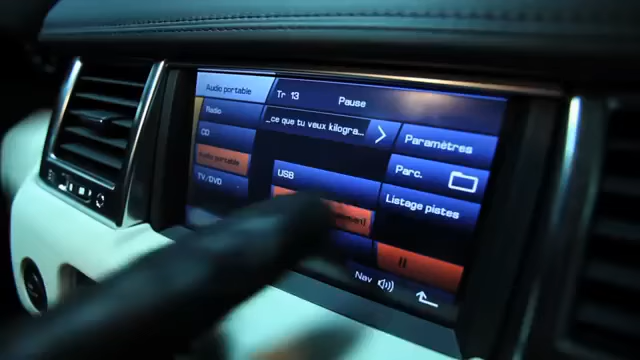 Audio portable
Tr 13
Pause
Radio
_ce que tu veux kilogra...
Paramètres
CD
Audio portable
Parc.
USB
TV/DVD
Listage pistes
Nav